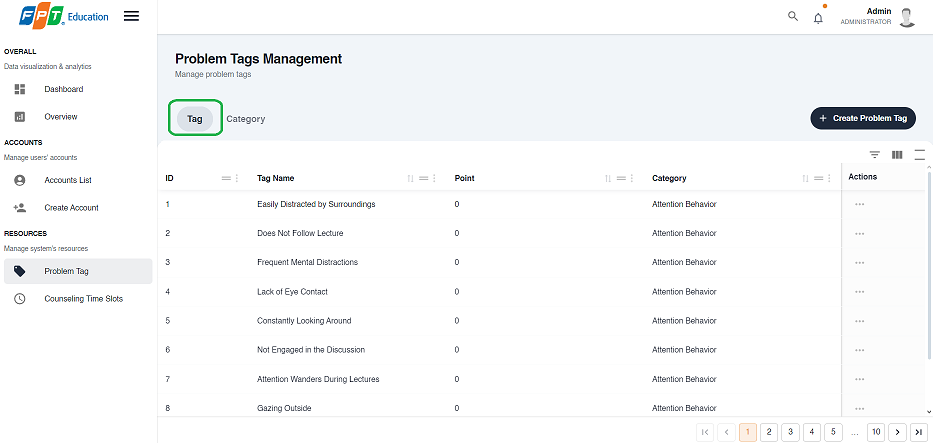 FPT Education
Admin
ADMINISTRATOR
OVERALL
Data visualization & analytics
Dashboard
Overview
ACCOUNTS
Manage users' accounts
Accounts List
Create Account
RESOURCES
Manage system's resources
Problem Tag
Counseling Time Slots
Problem Tags Management
Manage problem tags
Tag Category
+ Create Problem Tag
ID Tag Name Point Category Actions
1 Easily Distracted by Surroundings 0 Attention Behavior ...
2 Does Not Follow Lecture 0 Attention Behavior ...
3 Frequent Mental Distractions 0 Attention Behavior ...
4 Lack of Eye Contact 0 Attention Behavior ...
5 Constantly Looking Around 0 Attention Behavior ...
6 Not Engaged in the Discussion 0 Attention Behavior ...
7 Attention Wanders During Lectures 0 Attention Behavior ...
8 Gazing Outside 0 Attention Behavior ...
1 2 3 4 5 ... 10